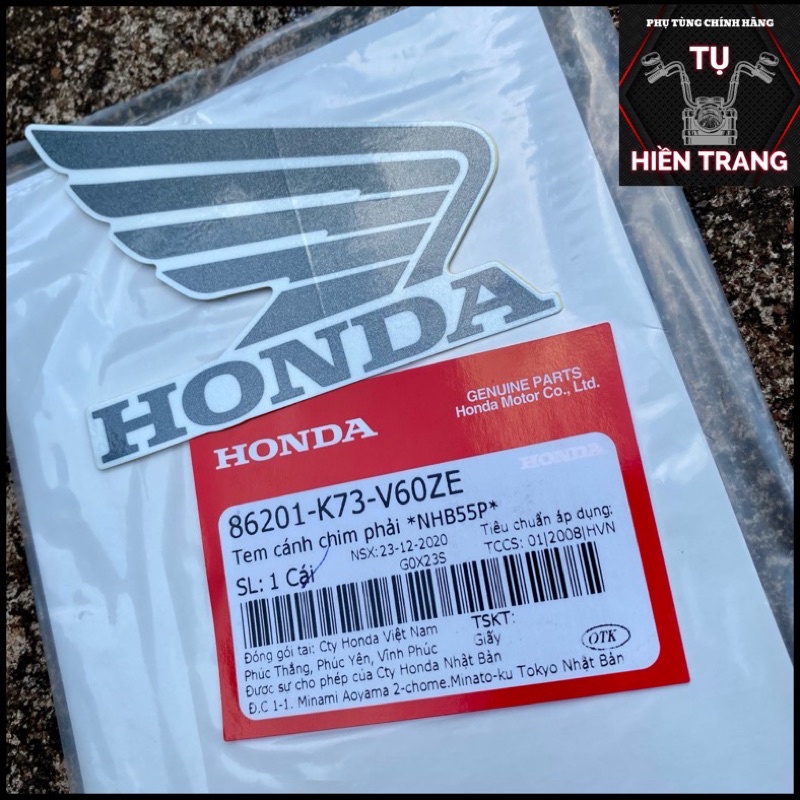 PHỤ TÙNG CHÍNH HÃNG
TỤ
HIỀN TRANG
HONDA
GENUINE PARTS
Honda Motor Co., Ltd.
HONDA
HONDA
86201-K73-V60ZE
Tem cánh chim phải *NHB55P*
NSX:23-12-2020
Tiêu chuẩn áp dụng:
SL: 1 Cái
G0X23S
TCCS: 01|2008|HVN
Đóng gói tại: Cty Honda Việt Nam
TSKT:
Phúc Thắng, Phúc Yên, Vĩnh Phúc
Giấy
OTK
Được sự cho phép của Cty Honda Nhật Bản
Đ.C 1-1. Minami Aoyama 2-chome.Minato-ku Tokyo Nhật Bản